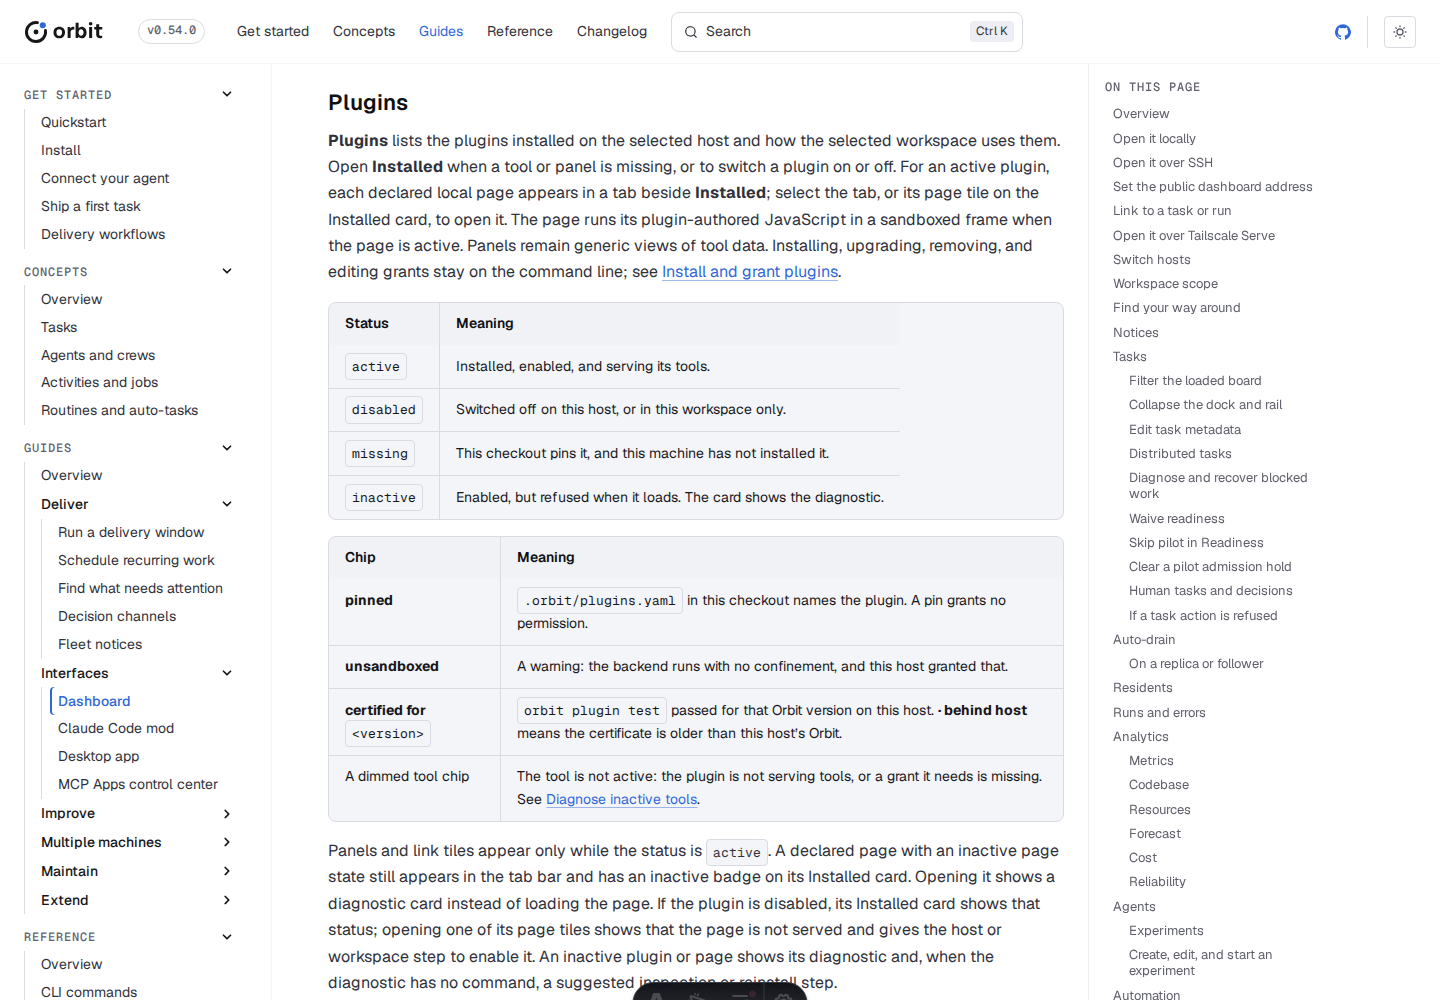 orbit
v0.54.0
Get started
Concepts
Guides
Reference
Changelog
Search
Ctrl K
GET STARTED
Quickstart
Install
Connect your agent
Ship a first task
Delivery workflows
CONCEPTS
Overview
Tasks
Agents and crews
Activities and jobs
Routines and auto-tasks
GUIDES
Overview
Deliver
Run a delivery window
Schedule recurring work
Find what needs attention
Decision channels
Fleet notices
Interfaces
Dashboard
Claude Code mod
Desktop app
MCP Apps control center
Improve
Multiple machines
Maintain
Extend
REFERENCE
Overview
CLI commands
Plugins
Plugins lists the plugins installed on the selected host and how the selected workspace uses them.
Open Installed when a tool or panel is missing, or to switch a plugin on or off. For an active plugin,
each declared local page appears in a tab beside Installed; select the tab, or its page tile on the
Installed card, to open it. The page runs its plugin-authored JavaScript in a sandboxed frame when
the page is active. Panels remain generic views of tool data. Installing, upgrading, removing, and
editing grants stay on the command line; see Install and grant plugins.
Status Meaning
active Installed, enabled, and serving its tools.
disabled Switched off on this host, or in this workspace only.
missing This checkout pins it, and this machine has not installed it.
inactive Enabled, but refused when it loads. The card shows the diagnostic.
Chip Meaning
pinned .orbit/plugins.yaml in this checkout names the plugin. A pin grants no
permission.
unsandboxed A warning: the backend runs with no confinement, and this host granted that.
certified for orbit plugin test passed for that Orbit version on this host. · behind host
<version> means the certificate is older than this host's Orbit.
A dimmed tool chip The tool is not active: the plugin is not serving tools, or a grant it needs is missing.
See Diagnose inactive tools.
Panels and link tiles appear only while the status is active. A declared page with an inactive page
state still appears in the tab bar and has an inactive badge on its Installed card. Opening it shows a
diagnostic card instead of loading the page. If the plugin is disabled, its Installed card shows that
status; opening one of its page tiles shows that the page is not served and gives the host or
workspace step to enable it. An inactive plugin or page shows its diagnostic and, when the
diagnostic has no command, a suggested inspection or reinstall step.
ON THIS PAGE
Overview
Open it locally
Open it over SSH
Set the public dashboard address
Link to a task or run
Open it over Tailscale Serve
Switch hosts
Workspace scope
Find your way around
Notices
Tasks
Filter the loaded board
Collapse the dock and rail
Edit task metadata
Distributed tasks
Diagnose and recover blocked
work
Waive readiness
Skip pilot in Readiness
Clear a pilot admission hold
Human tasks and decisions
If a task action is refused
Auto-drain
On a replica or follower
Residents
Runs and errors
Analytics
Metrics
Codebase
Resources
Forecast
Cost
Reliability
Agents
Experiments
Create, edit, and start an
experiment
Automation